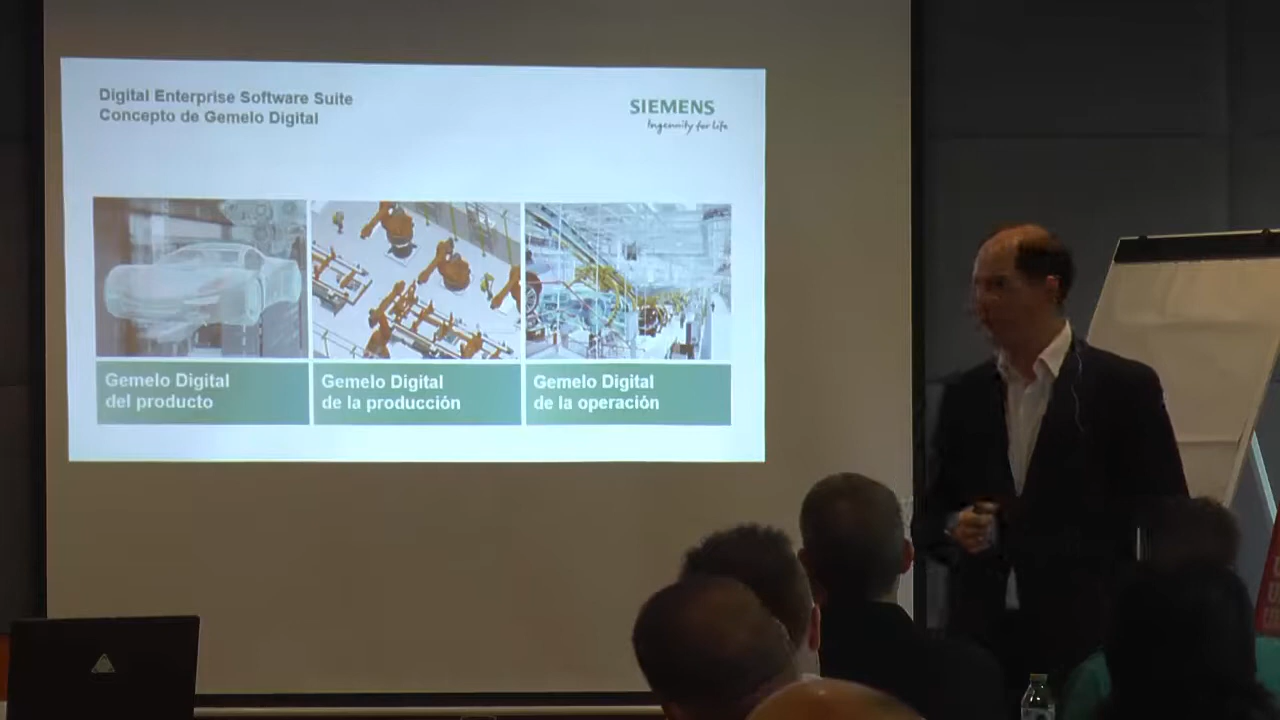 Digital Enterprise Software Suite
Concepto de Gemelo Digital
SIEMENS
Ingenuity for life
Gemelo Digital
del producto
Gemelo Digital
de la producción
Gemelo Digital
de la operación